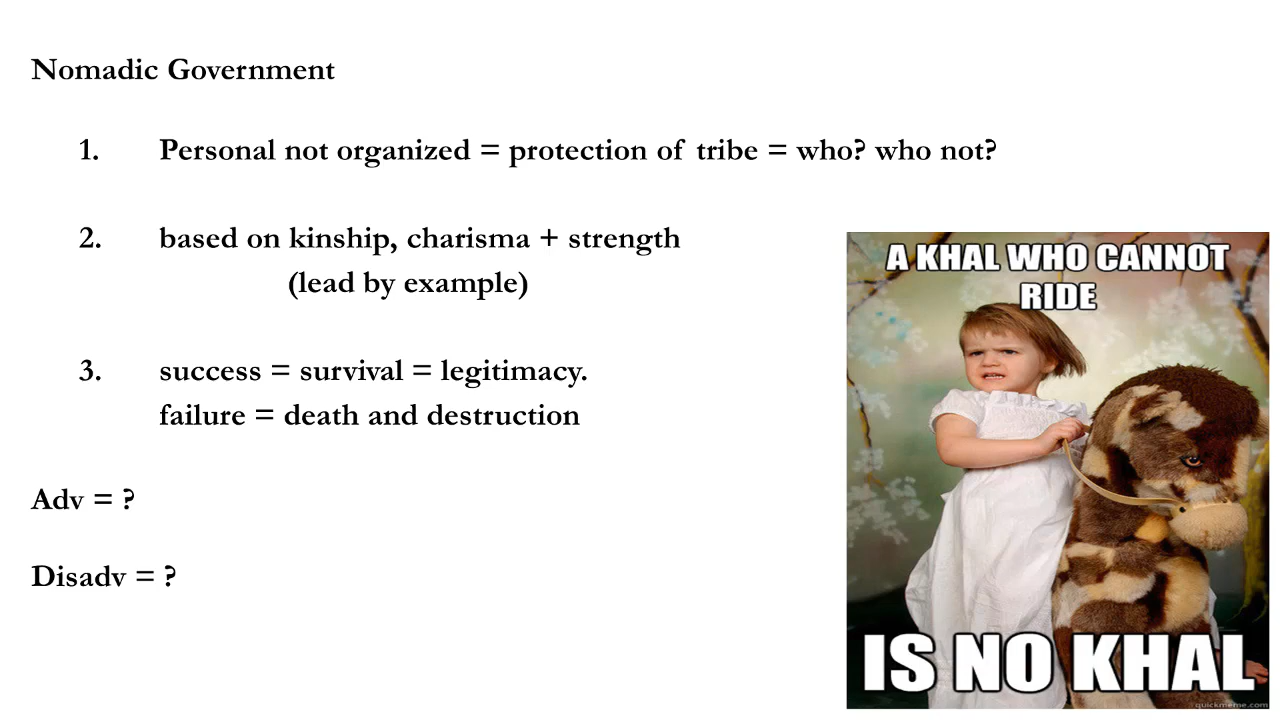 Nomadic Government
1. Personal not organized = protection of tribe = who? who not?
2. based on kinship, charisma + strength
(lead by example)
3. success = survival = legitimacy.
failure = death and destruction
Adv = ?
Disadv = ?
A KHAL WHO CANNOT
RIDE
IS NO KHAL
quickmeme.com